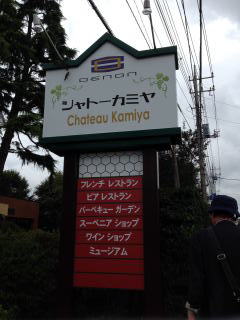 DENON
シャトーカミヤ
Chateau Kamiya
フレンチ レストラン
ビア レストラン
バーベキュー ガーデン
スーベニア ショップ
ワイン ショップ
ミュージアム